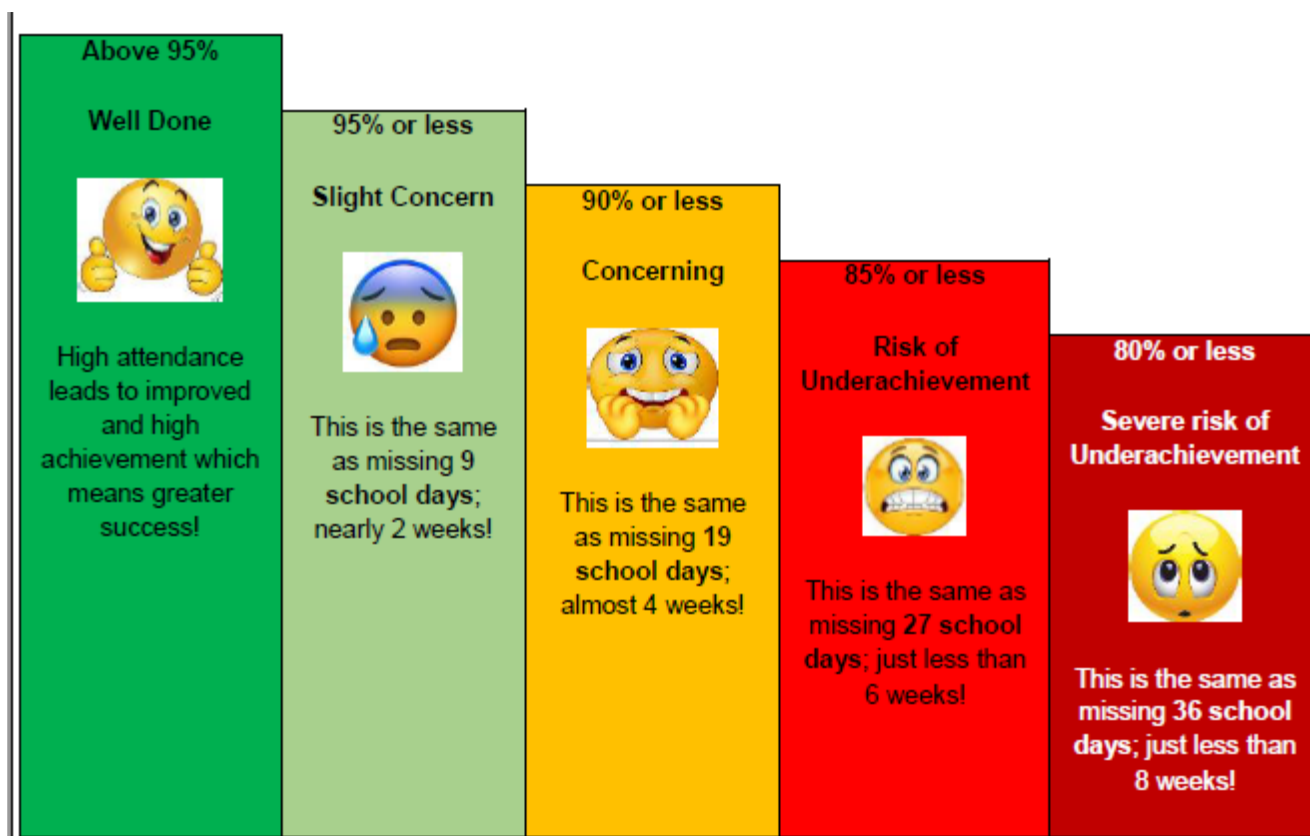 Above 95%
Well Done
High attendance
leads to improved
and high
achievement which
means greater
success!
95% or less
Slight Concern
This is the same
as missing 9
school days;
nearly 2 weeks!
90% or less
Concerning
This is the same
as missing 19
school days;
almost 4 weeks!
85% or less
Risk of
Underachievement
This is the same as
missing 27 school
days; just less than
6 weeks!
80% or less
Severe risk of
Underachievement
This is the same as
missing 36 school
days; just less than
8 weeks!